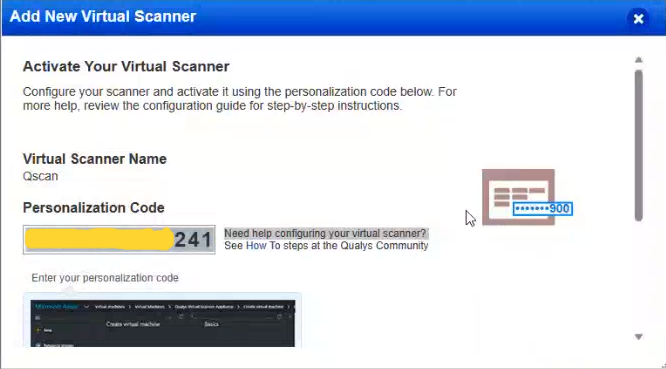 Add New Virtual Scanner
Activate Your Virtual Scanner
Configure your scanner and activate it using the personalization code below. For
more help, review the configuration guide for step-by-step instructions.
Virtual Scanner Name
Qscan
•••••••900
Personalization Code
241
Need help configuring your virtual scanner?
See How To steps at the Qualys Community
Enter your personalization code
Microsoft Azure
Create virtual machine
Basics